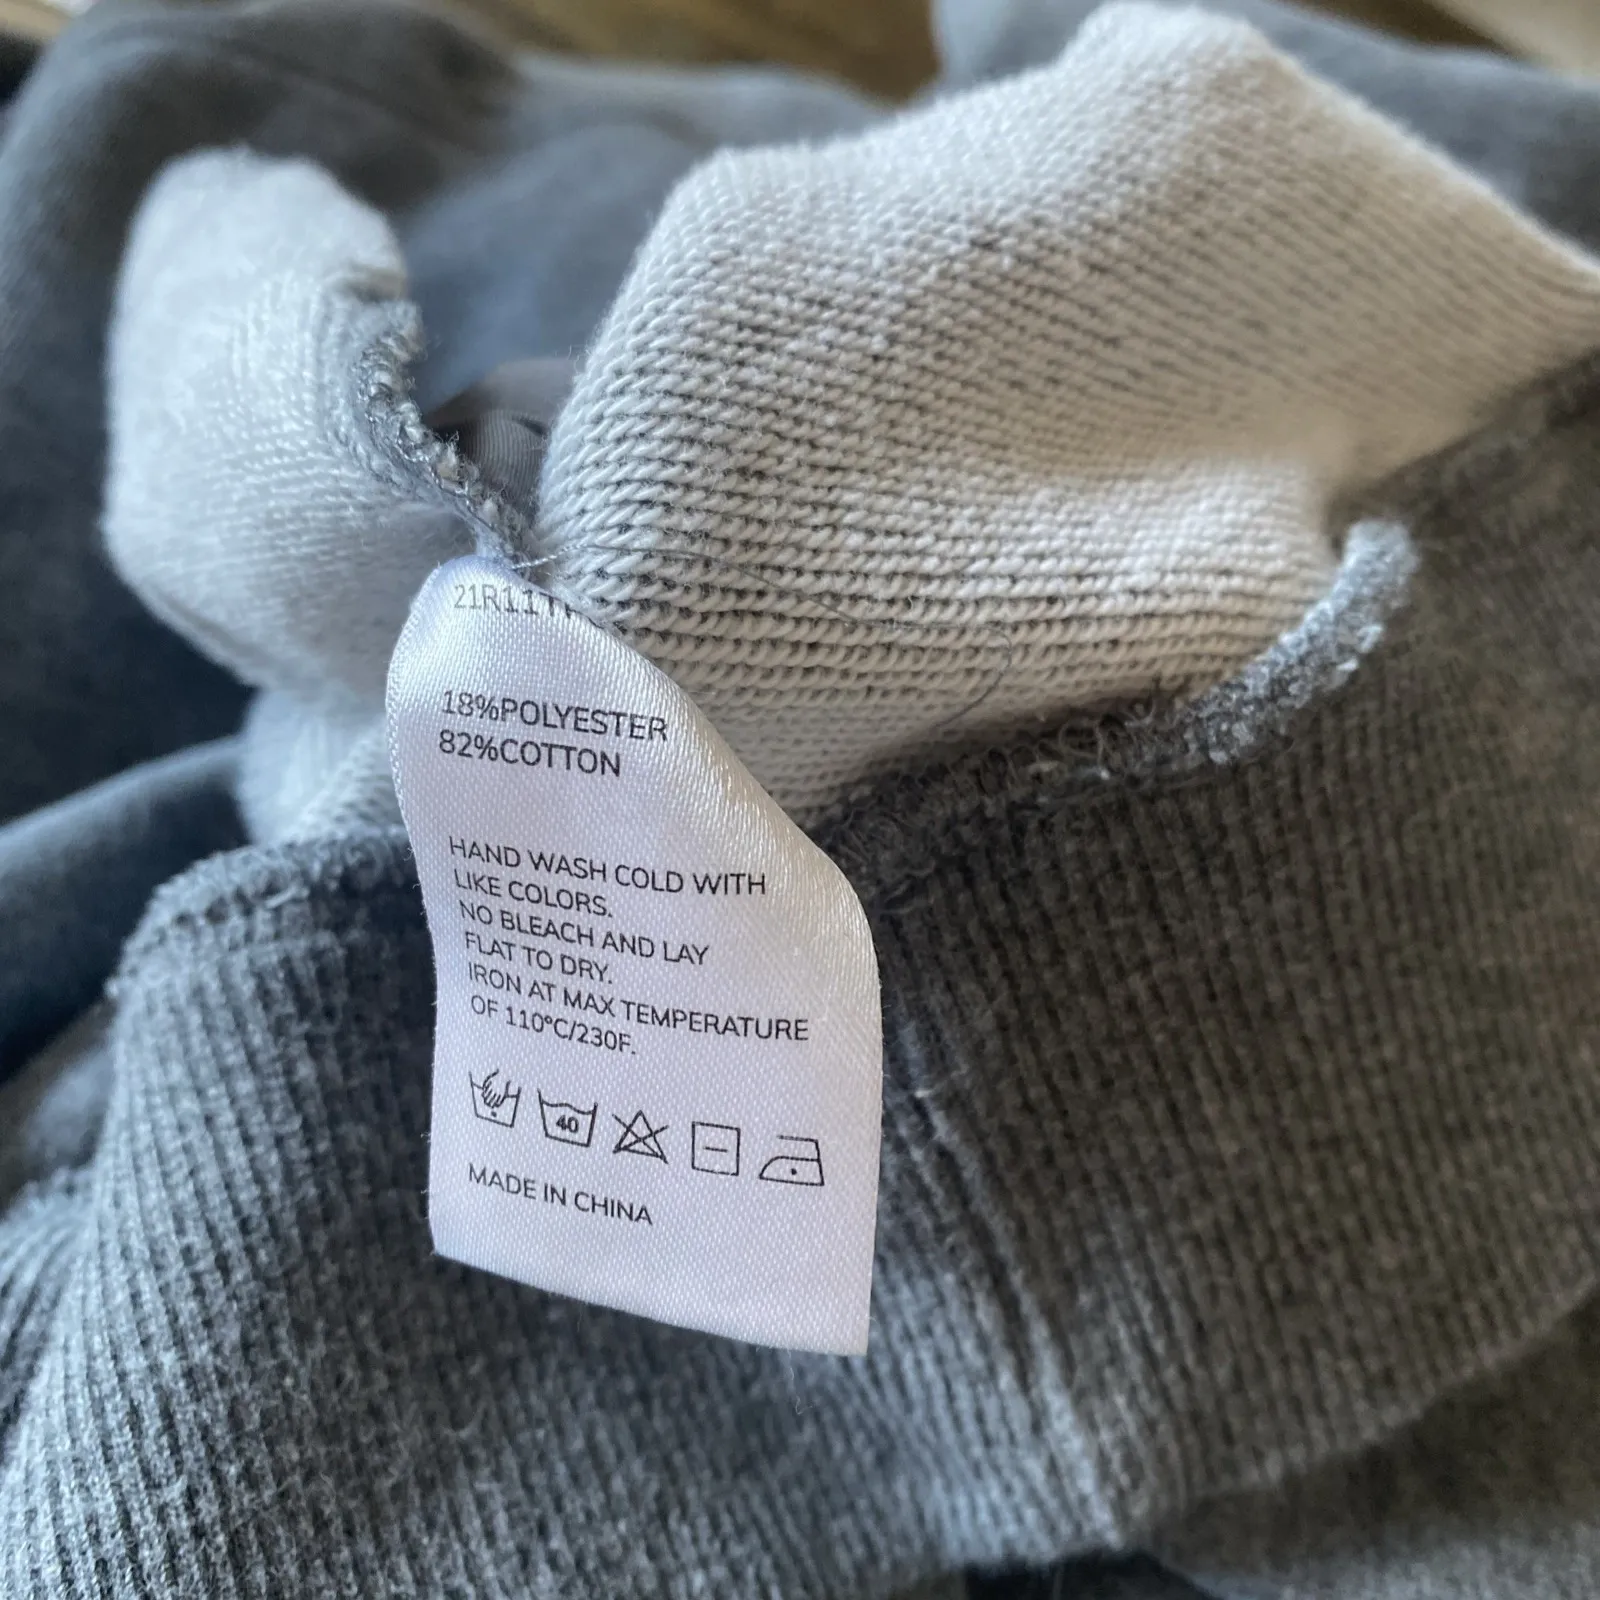 18%POLYESTER
82%COTTON
HAND WASH COLD WITH
LIKE COLORS.
NO BLEACH AND LAY
FLAT TO DRY.
IRON AT MAX TEMPERATURE
OF 110°C/230F.
40
MADE IN CHINA